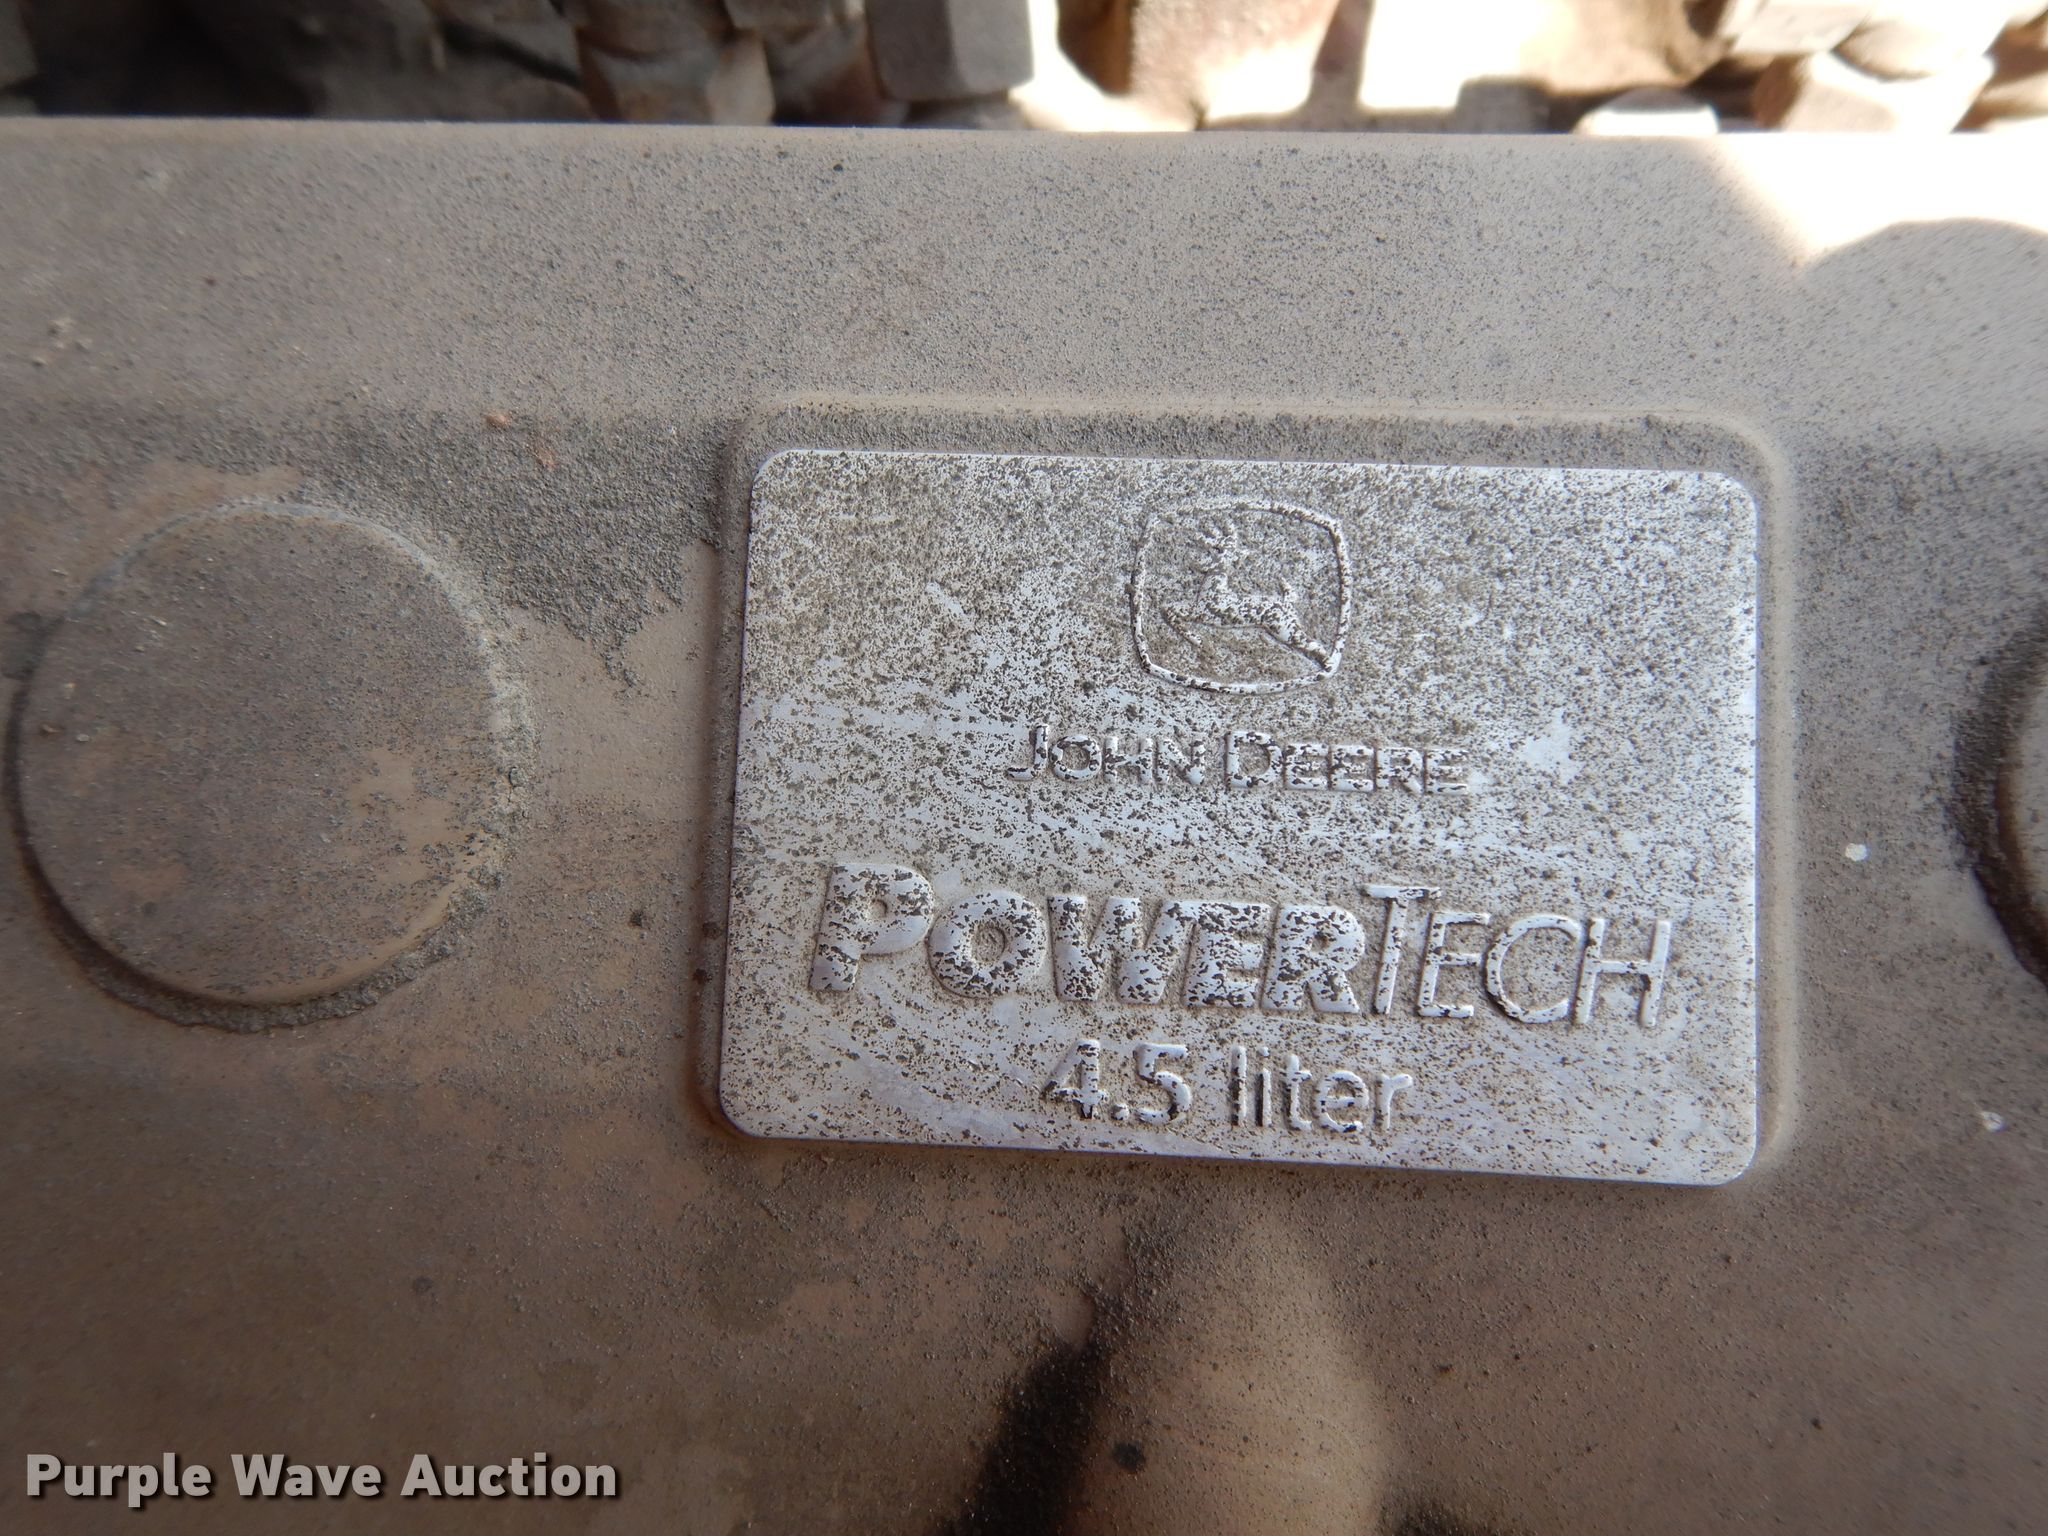 JOHN DEERE
POWERTECH
4.5 liter
Purple Wave Auction